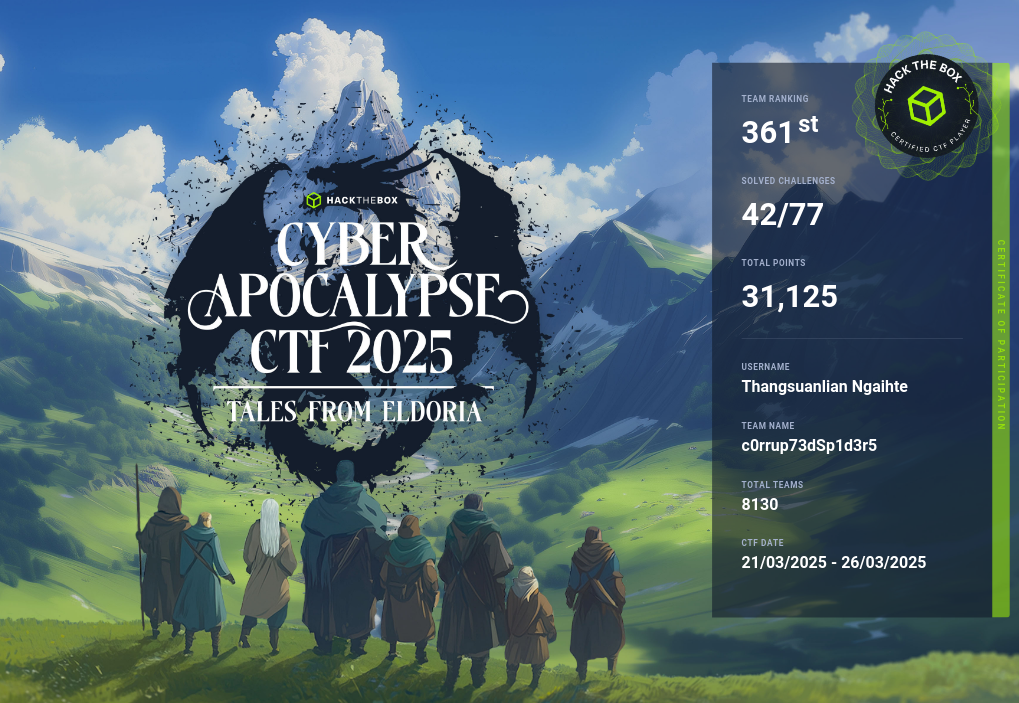 HACKTHEBOX
CYBER
APOCALYPSE
CTF 2025
TALES FROM ELDORIA
HACK THE BOX
CERTIFIED CTF PLAYER
TEAM RANKING
361st
SOLVED CHALLENGES
42/77
TOTAL POINTS
31,125
USERNAME
Thangsuanlian Ngaihte
TEAM NAME
c0rrup73dSp1d3r5
TOTAL TEAMS
8130
CTF DATE
21/03/2025 - 26/03/2025
CERTIFICATE OF PARTICIPATION